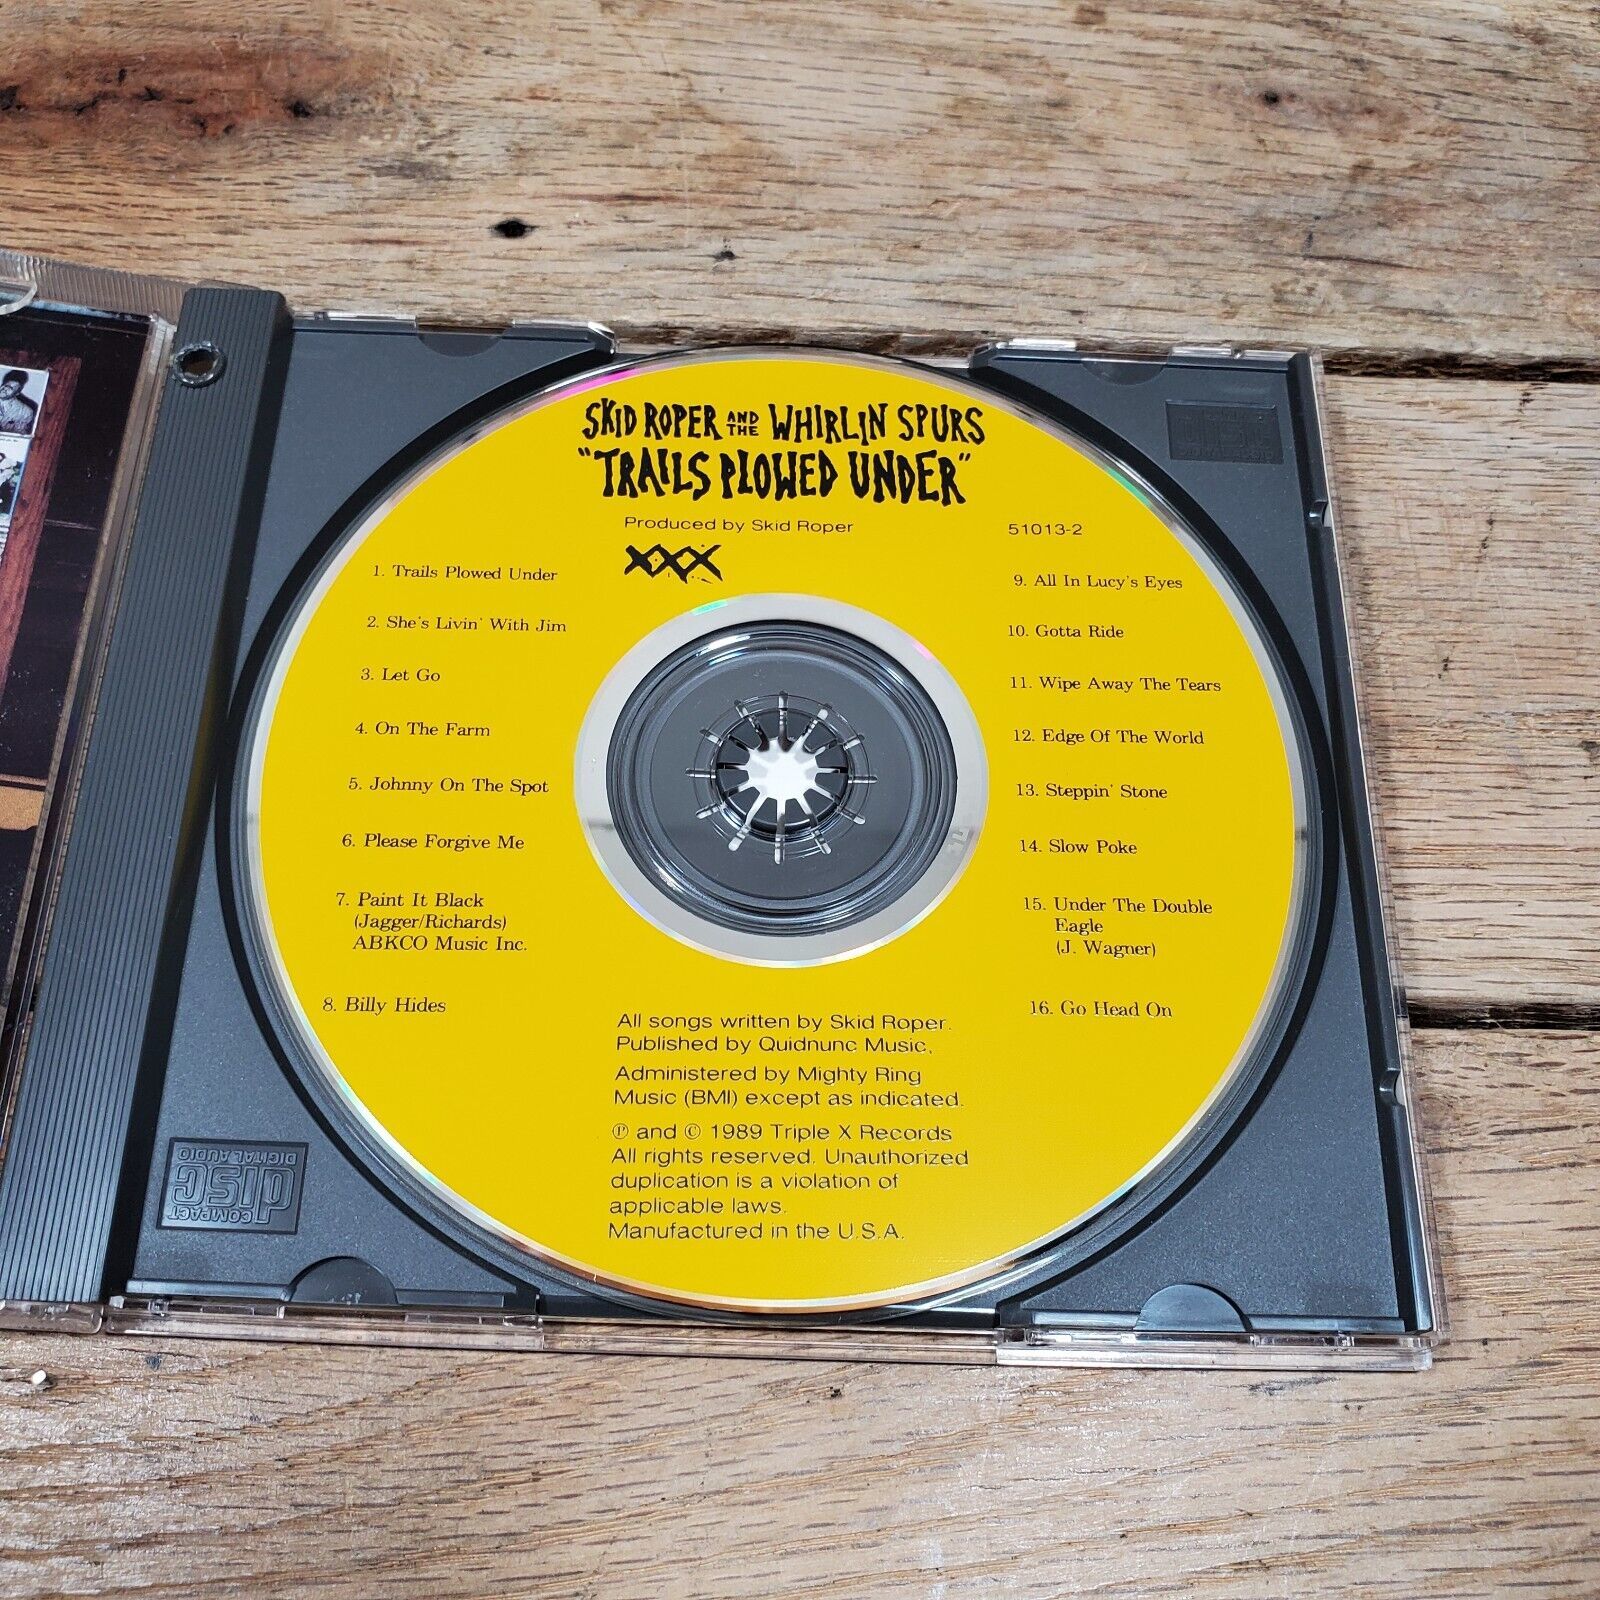 SKID ROPER AND THE WHIRLIN SPURS
"TRAILS PLOWED UNDER"
Produced by Skid Roper
51013-2
XXX
1. Trails Plowed Under
2. She's Livin' With Jim
3. Let Go
4. On The Farm
5. Johnny On The Spot
6. Please Forgive Me
7. Paint It Black
(Jagger/Richards)
ABKCO Music Inc.
8. Billy Hides
9. All In Lucy's Eyes
10. Gotta Ride
11. Wipe Away The Tears
12. Edge Of The World
13. Steppin' Stone
14. Slow Poke
15. Under The Double
Eagle
(J. Wagner)
16. Go Head On
All songs written by Skid Roper.
Published by Quidnunc Music,
Administered by Mighty Ring
Music (BMI) except as indicated.
℗ and © 1989 Triple X Records
All rights reserved. Unauthorized
duplication is a violation of
applicable laws.
Manufactured in the U.S.A.
COMPACT
disc
DIGITAL AUDIO